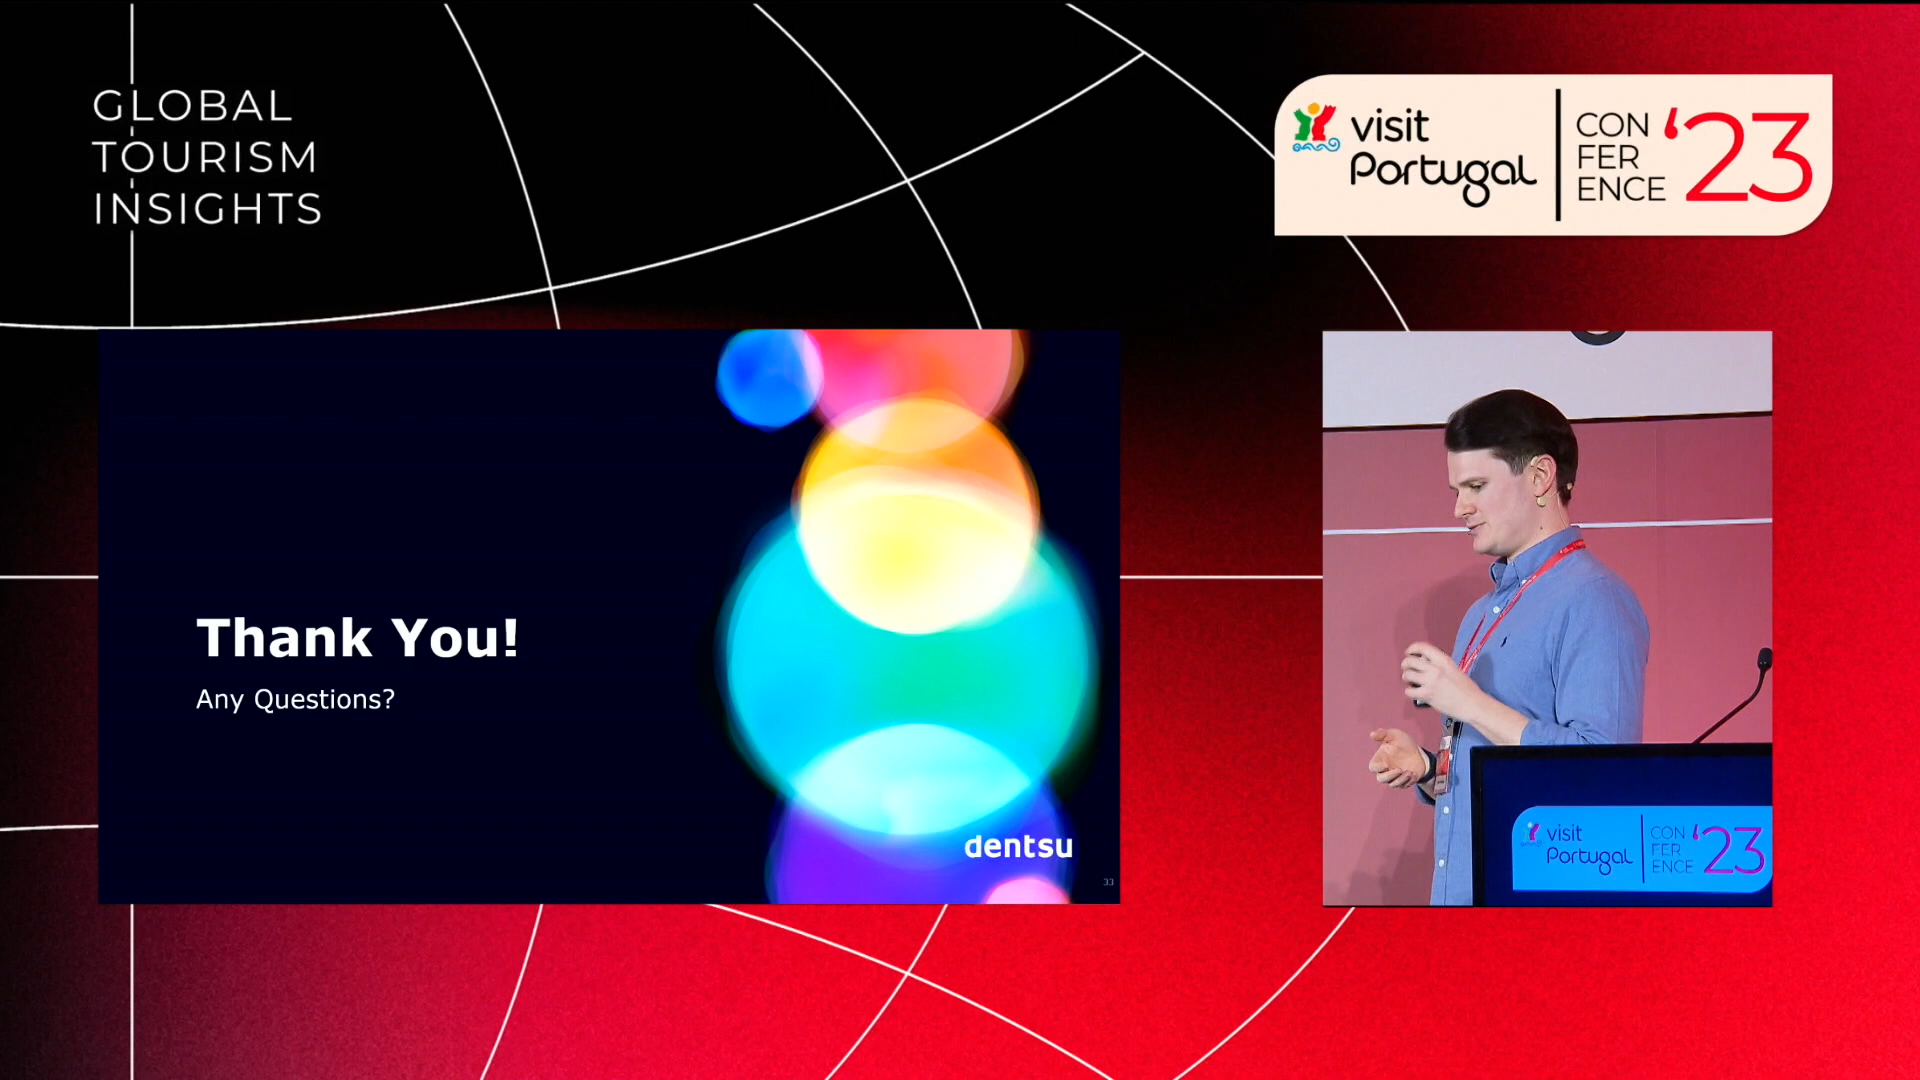 GLOBAL
TOURISM
INSIGHTS
visit
Portugal
CON
FER
ENCE
'23
Thank You!
Any Questions?
dentsu
33
visit
Portugal
CON
FER
ENCE
'23